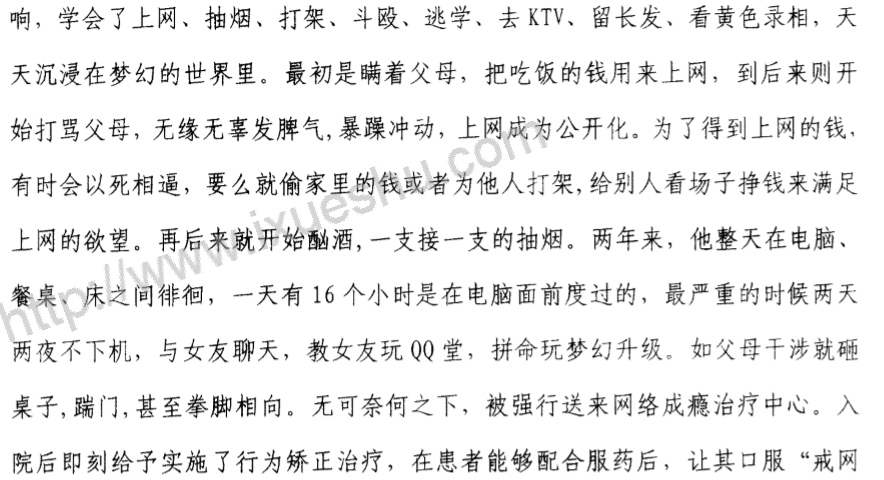 响，学会了上网、抽烟、打架、斗殴、逃学、去 KTV、留长发、看黄色录相，天
天沉浸在梦幻的世界里。最初是瞒着父母，把吃饭的钱用来上网，到后来则开
始打骂父母，无缘无辜发脾气,暴躁冲动，上网成为公开化。为了得到上网的钱，
有时会以死相逼，要么就偷家里的钱或者为他人打架,给别人看场子挣钱来满足
上网的欲望。再后来就开始酗酒,一支接一支的抽烟。两年来，他整天在电脑、
餐桌、床之间徘徊，一天有 16 个小时是在电脑面前度过的，最严重的时候两天
两夜不下机，与女友聊天，教女友玩 QQ 堂，拼命玩梦幻升级。如父母干涉就砸
桌子,踹门,甚至拳脚相向。无可奈何之下，被强行送来网络成瘾治疗中心。入
院后即刻给予实施了行为矫正治疗，在患者能够配合服药后，让其口服“戒网
http://www.ixueshu.com